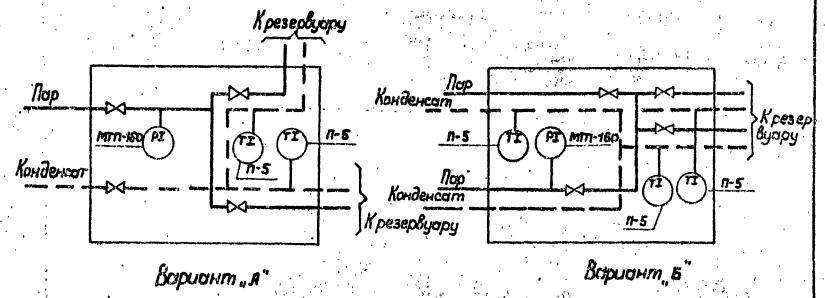 К резервуару
Пар
МТП-160
PI
TI
TI
П-5
П-5
Конденсат
К резервуару
Вариант „А"
Пар
Конденсат
П-5
TI
PI
МТП-160
К резер
вуару
Пар
Конденсат
TI
TI
П-5
П-5
Вариант „Б"